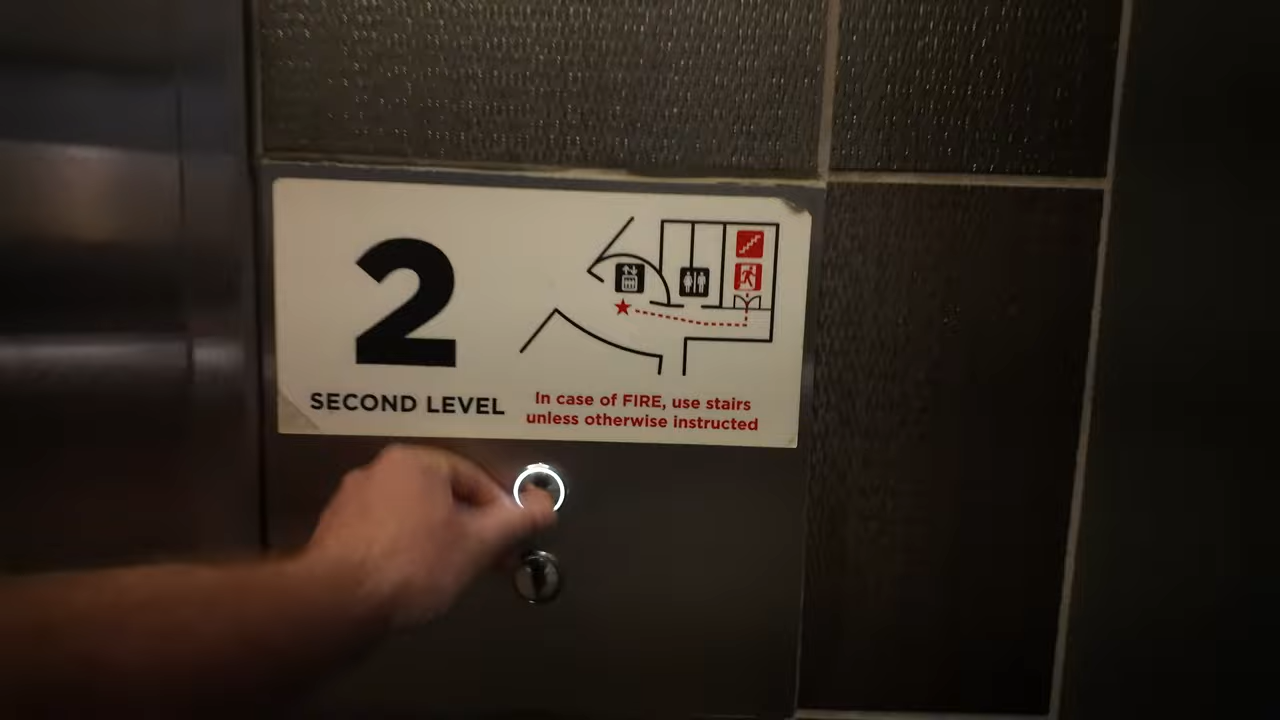 2
SECOND LEVEL
In case of FIRE, use stairs
unless otherwise instructed